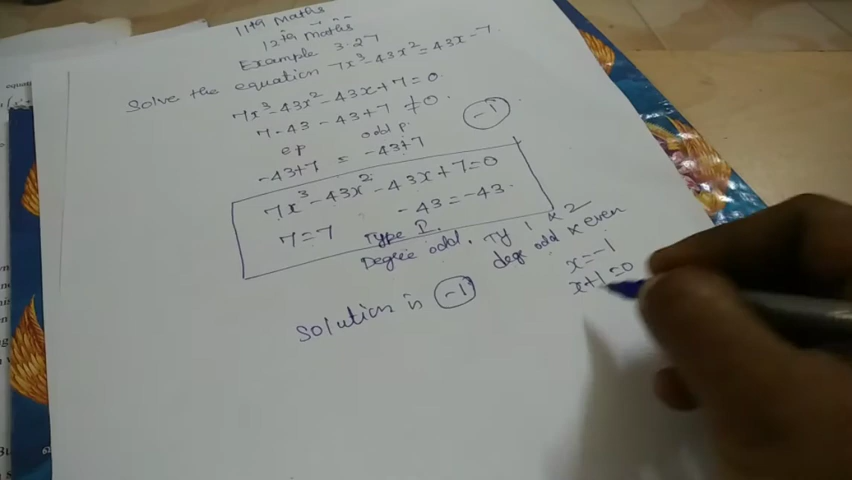 11th Maths
12th Maths
Example 3.27
Solve the equation 7x³-43x²=43x-7
7x³-43x²-43x+7=0
7-43-43+7 ≠0.
-1
ep odd p.
-43+7 = -43+7
7x³-43x²-43x+7=0
7=7 -43=-43.
Type I.
Degree odd. Ty 1 & 2
deg odd & even
x=-1
x+1=0
Solution is -1